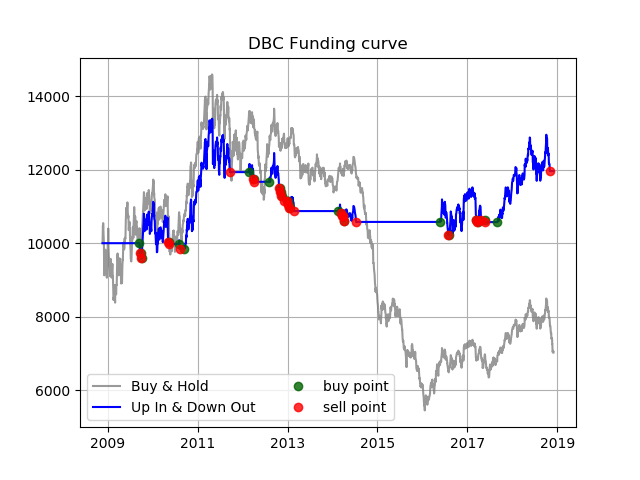 DBC Funding curve
14000
12000
10000
8000
6000
Buy & Hold
Up In & Down Out
buy point
sell point
2009 2011 2013 2015 2017 2019